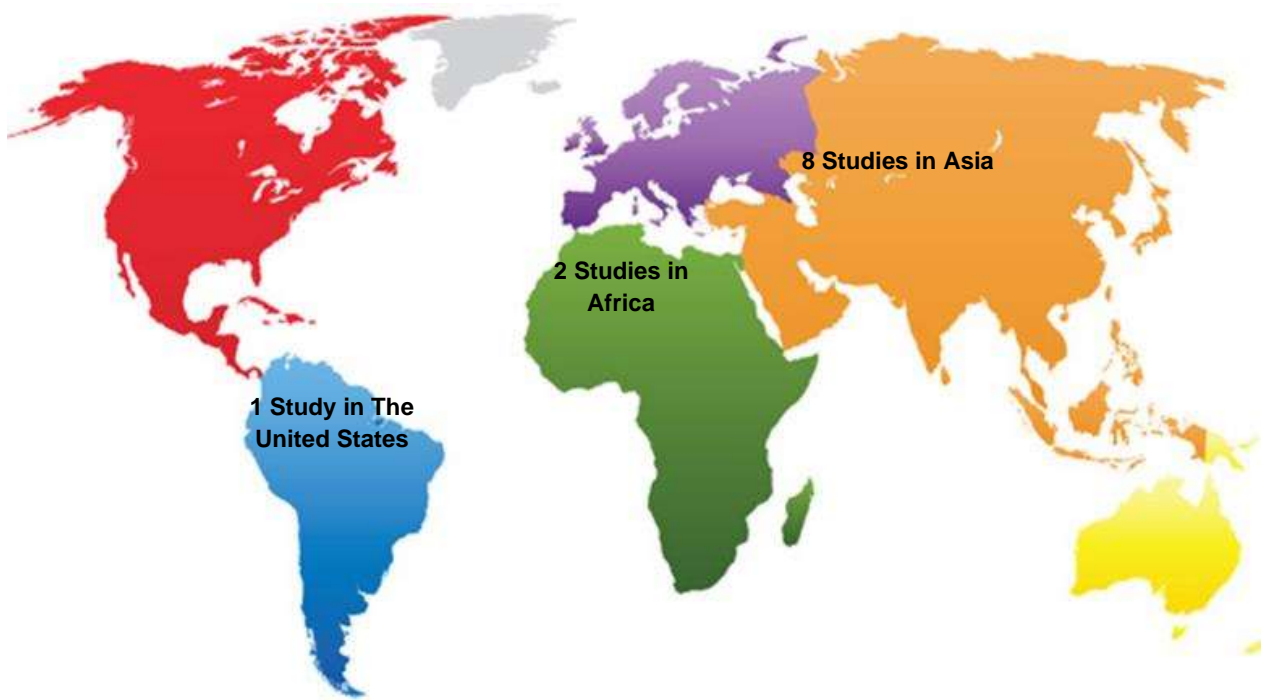 8 Studies in Asia
2 Studies in
Africa
1 Study in The
United States